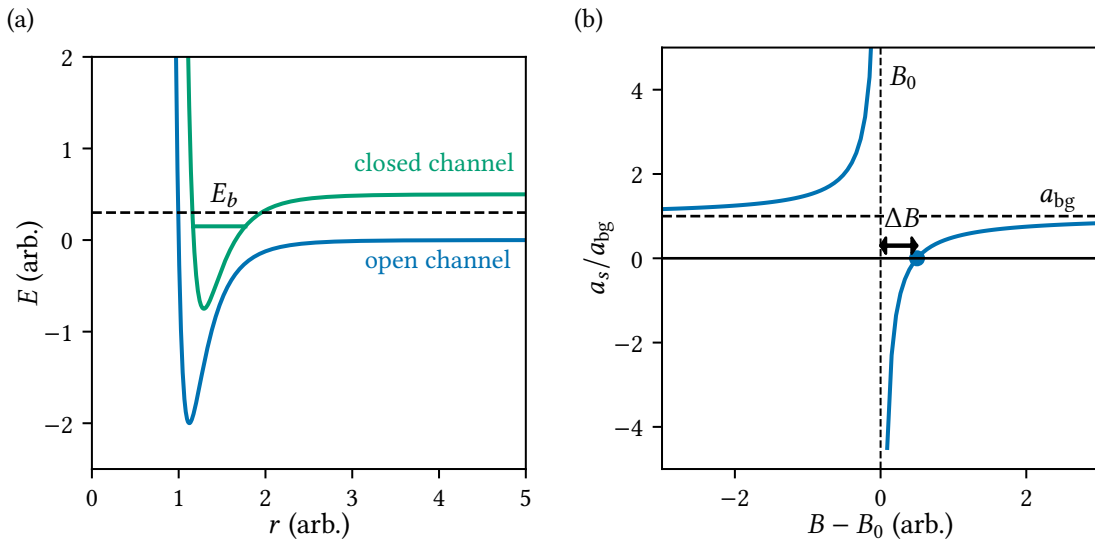 (a)
2
1
0
−1
−2
E (arb.)
closed channel
E_b
open channel
0
1
2
3
4
5
r (arb.)
(b)
4
2
0
−2
−4
a_s/a_bg
B_0
a_bg
ΔB
−2
0
2
B − B_0 (arb.)